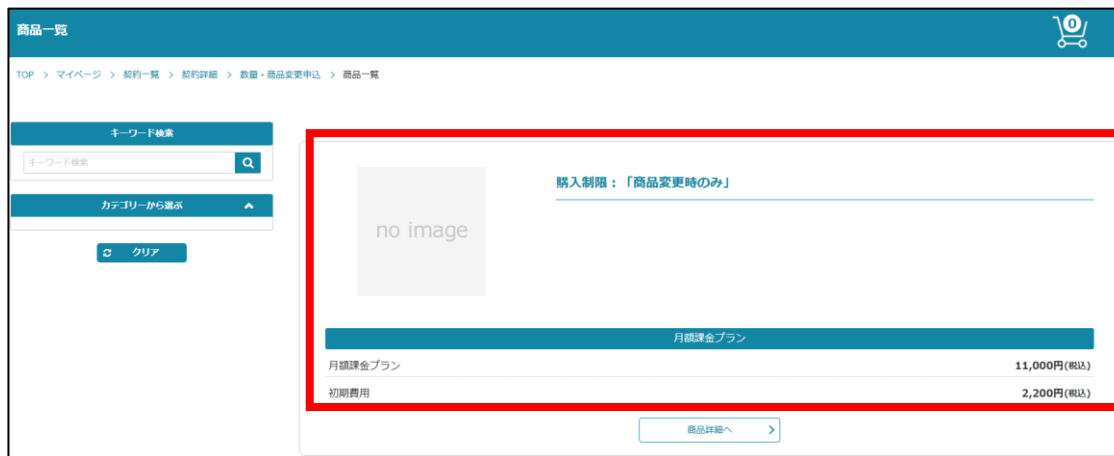 商品一覧
0
TOP > マイページ > 契約一覧 > 契約詳細 > 数量・商品変更申込 > 商品一覧
キーワード検索
キーワード検索
カテゴリーから選ぶ
クリア
no image
購入制限：「商品変更時のみ」
月額課金プラン
月額課金プラン 11,000円(税込)
初期費用 2,200円(税込)
商品詳細へ